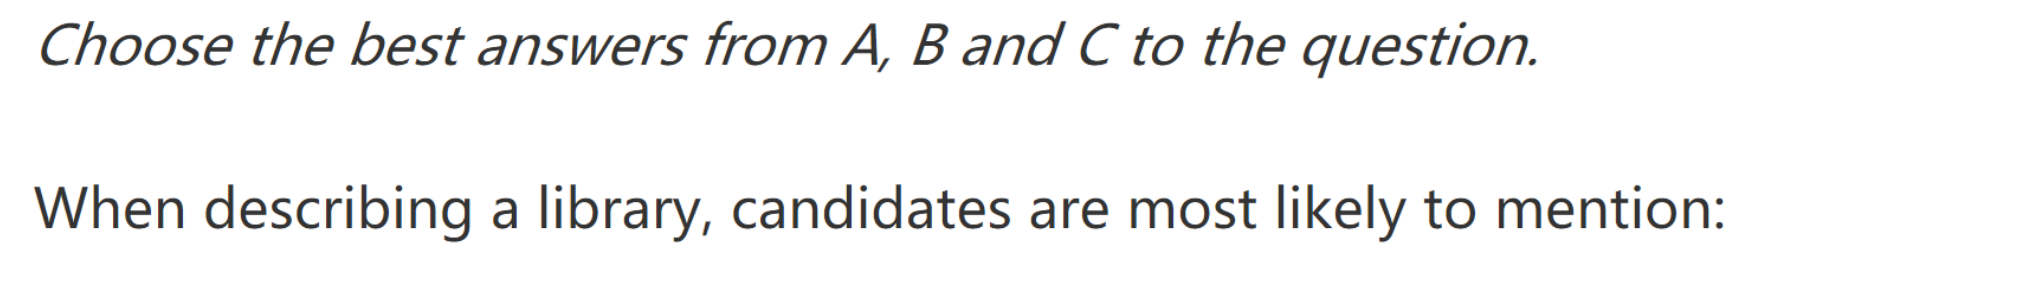 Choose the best answers from A, B and C to the question.
When describing a library, candidates are most likely to mention: